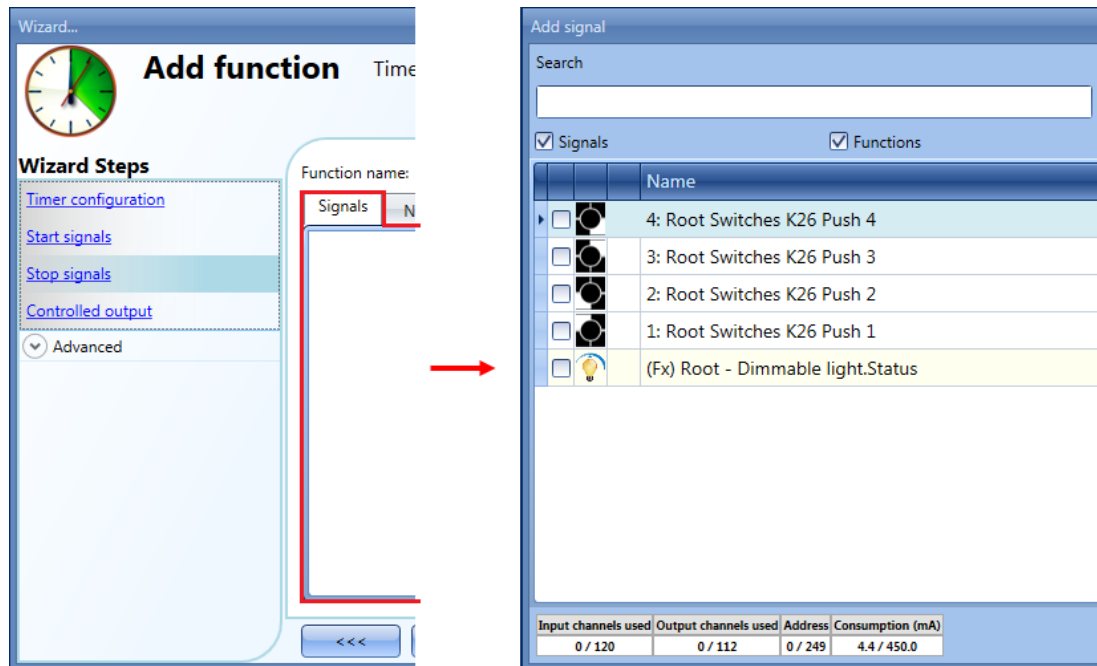 Wizard...
Add function Time
Wizard Steps
Timer configuration
Start signals
Stop signals
Controlled output
Advanced
Function name:
Signals N
<<<
Add signal
Search
Signals Functions
Name
4: Root Switches K26 Push 4
3: Root Switches K26 Push 3
2: Root Switches K26 Push 2
1: Root Switches K26 Push 1
(Fx) Root - Dimmable light.Status
Input channels used Output channels used Address Consumption (mA)
0 / 120 0 / 112 0 / 249 4.4 / 450.0